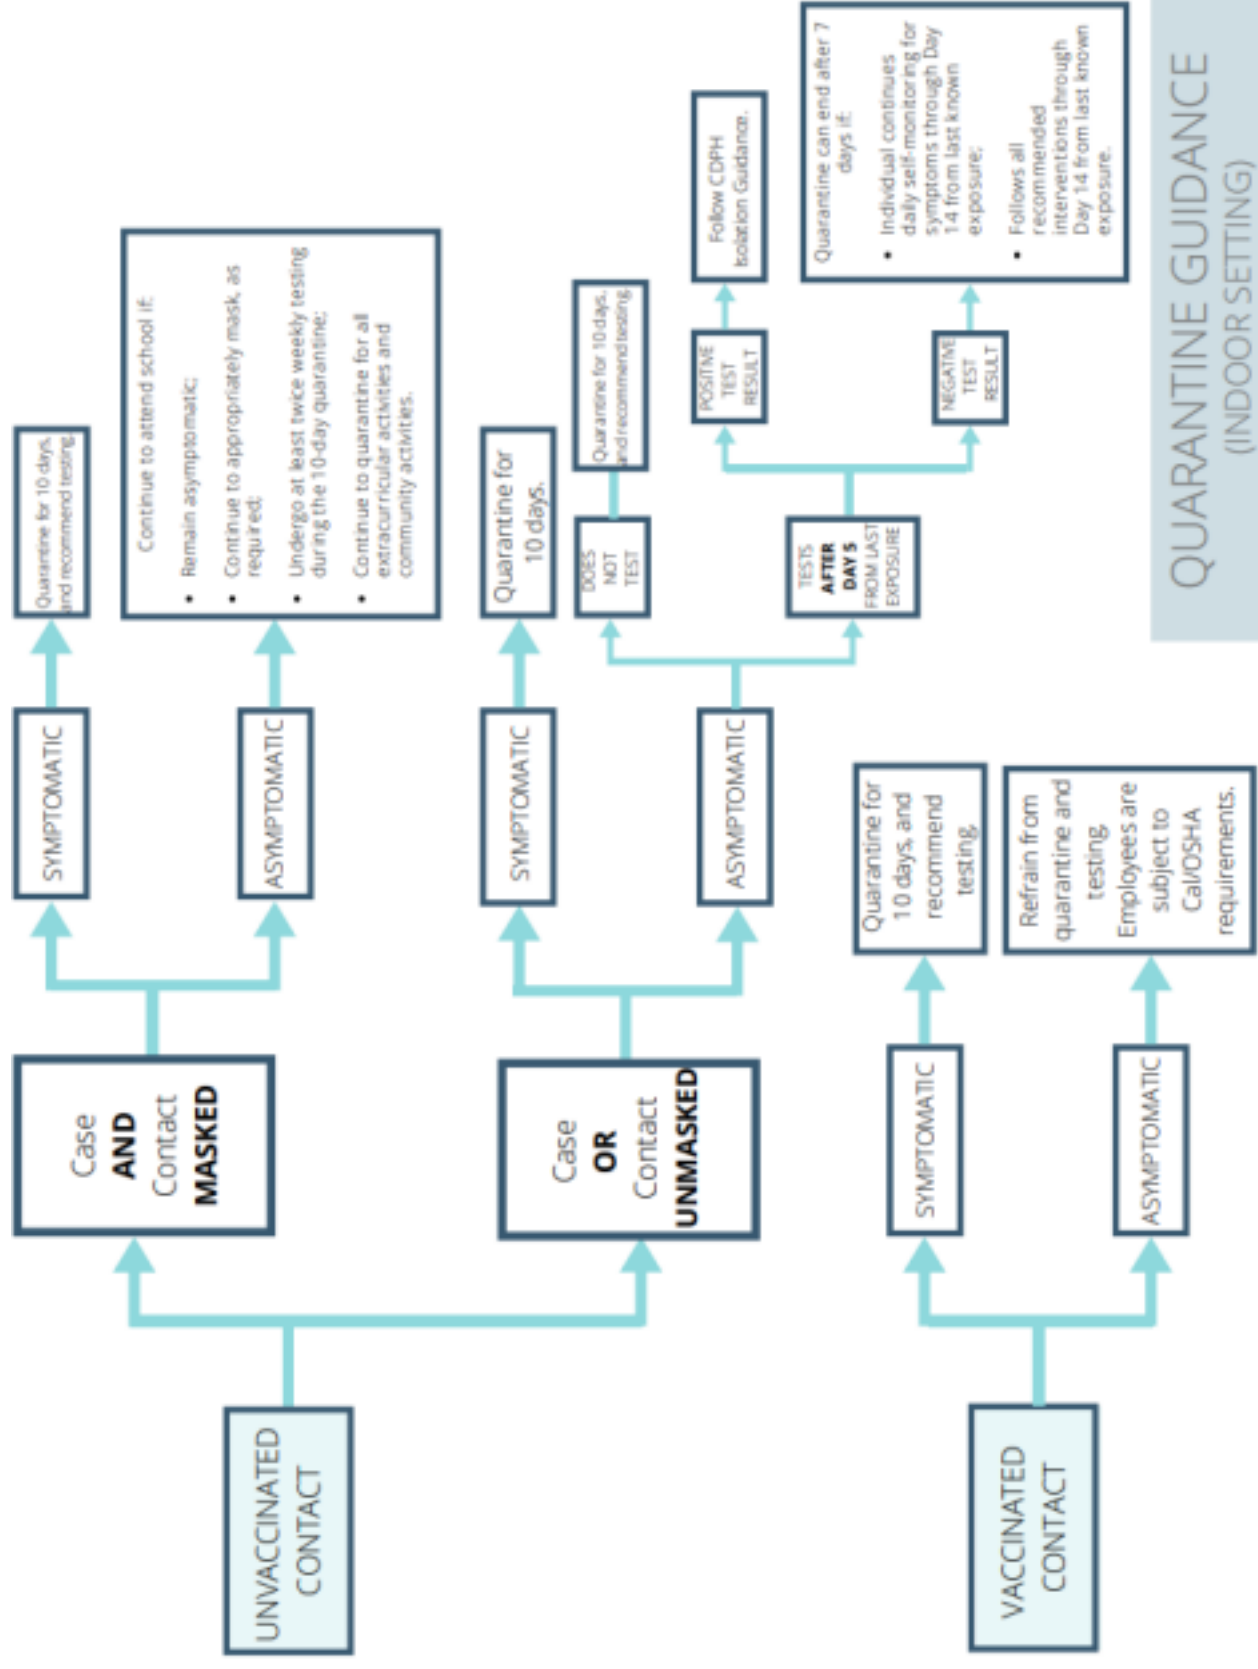 UNVACCINATED
CONTACT
Case
AND
Contact
MASKED
SYMPTOMATIC
Quarantine for 10 days,
and recommend testing.
ASYMPTOMATIC
Continue to attend school if:
• Remain asymptomatic;
• Continue to appropriately mask, as
required;
• Undergo at least twice weekly testing
during the 10-day quarantine;
• Continue to quarantine for all
extracurricular activities and
community activities.
Case
OR
Contact
UNMASKED
SYMPTOMATIC
Quarantine for
10 days.
ASYMPTOMATIC
DOES
NOT
TEST
Quarantine for 10 days,
and recommend testing.
TESTS
AFTER
DAY 5
FROM LAST
EXPOSURE
POSITIVE
TEST
RESULT
Follow CDPH
Isolation Guidance.
NEGATIVE
TEST
RESULT
Quarantine can end after 7
days if:
• Individual continues
daily self-monitoring for
symptoms through Day
14 from last known
exposure;
• Follows all
recommended
interventions through
Day 14 from last known
exposure.
VACCINATED
CONTACT
SYMPTOMATIC
Quarantine for
10 days, and
recommend
testing.
ASYMPTOMATIC
Refrain from
quarantine and
testing.
Employees are
subject to
Cal/OSHA
requirements.
QUARANTINE GUIDANCE
(INDOOR SETTING)